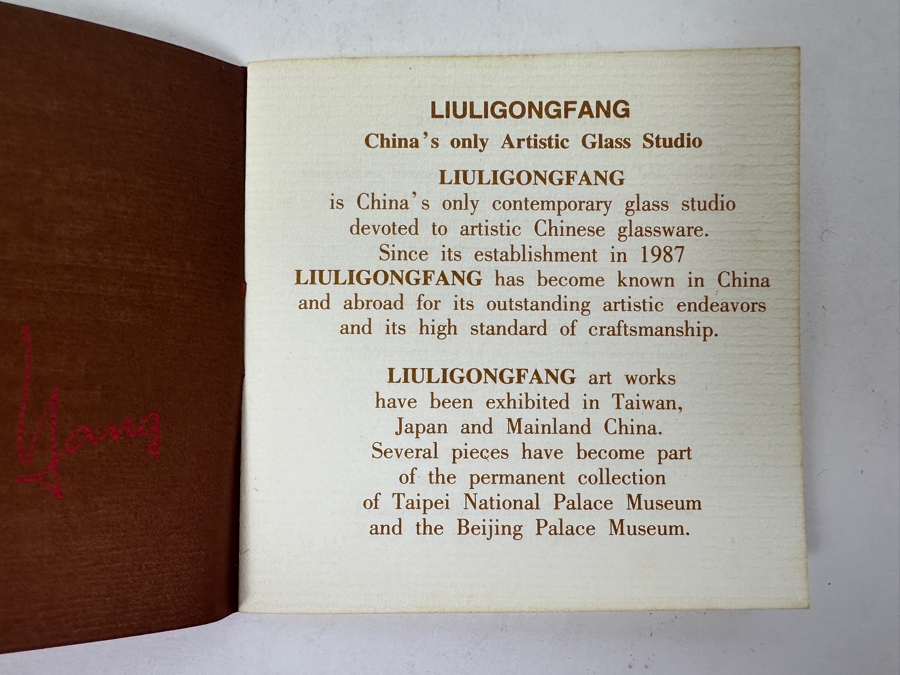 Yang
LIULIGONGFANG
China's only Artistic Glass Studio
LIULIGONGFANG
is China's only contemporary glass studio
devoted to artistic Chinese glassware.
Since its establishment in 1987
LIULIGONGFANG has become known in China
and abroad for its outstanding artistic endeavors
and its high standard of craftsmanship.
LIULIGONGFANG art works
have been exhibited in Taiwan,
Japan and Mainland China.
Several pieces have become part
of the permanent collection
of Taipei National Palace Museum
and the Beijing Palace Museum.